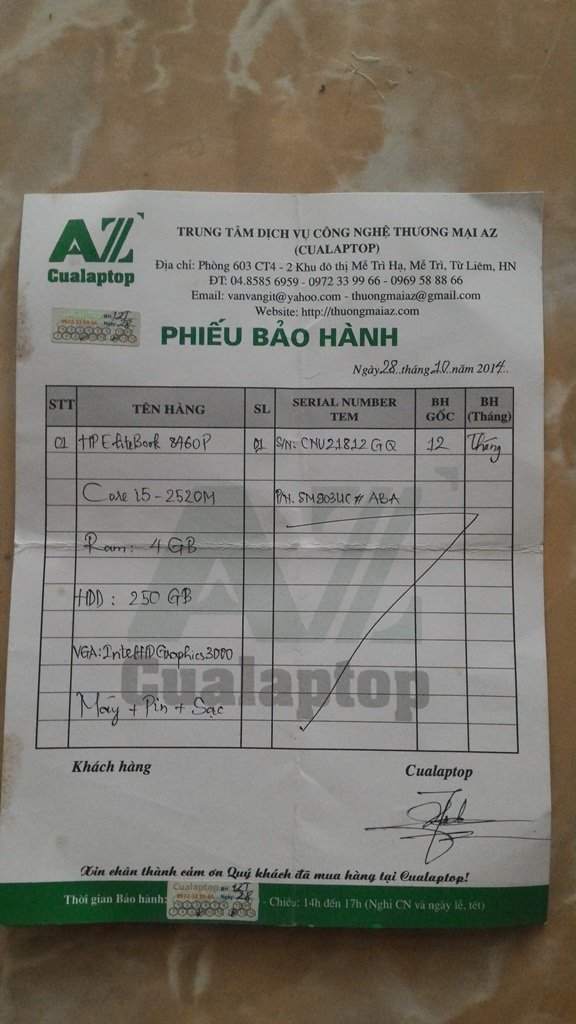 AZ
Cualaptop
TRUNG TÂM DỊCH VỤ CÔNG NGHỆ THƯƠNG MẠI AZ
(CUALAPTOP)
Địa chỉ: Phòng 603 CT4 - 2 Khu đô thị Mễ Trì Hạ, Mễ Trì, Từ Liêm, HN
ĐT: 04.8585 6959 - 0972 33 99 66 - 0969 58 88 66
Email: vanvangit@yahoo.com - thuongmaiaz@gmail.com
Website: http://thuongmaiaz.com
PHIẾU BẢO HÀNH
Ngày 28 tháng 10 năm 2014
STT TÊN HÀNG SL SERIAL NUMBER TEM BH GỐC BH (Tháng)
01 HP EliteBook 8460P 01 S/N: CNU21812GQ 12 Tháng
Core i5-2520M P/N. SM803UC# ABA
Ram: 4 GB
HDD: 250 GB
VGA: Intel HD Graphics 3000
Máy + Pin + Sạc
AZ
Cualaptop
Khách hàng Cualaptop
Xin chân thành cảm ơn Quý khách đã mua hàng tại Cualaptop!
Thời gian Bảo hành: - Chiều: 14h đến 17h (Nghỉ CN và ngày lễ, tết)
Cualaptop